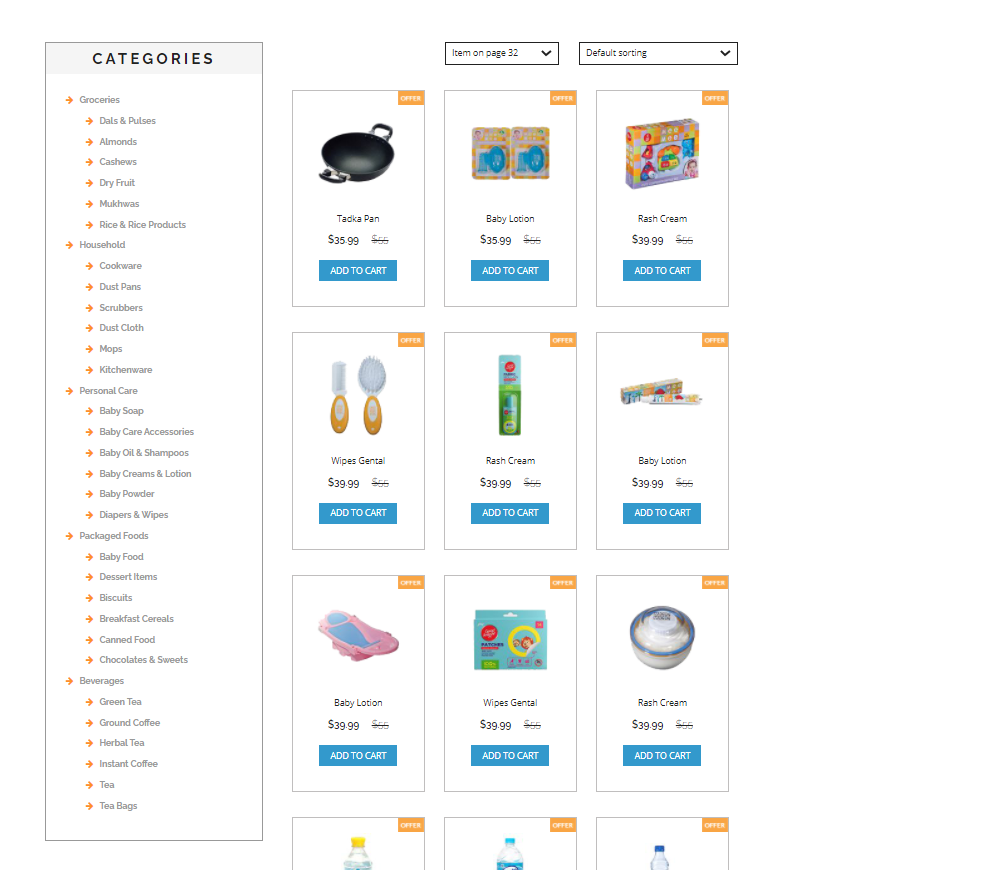 CATEGORIES
Groceries
Dals & Pulses
Almonds
Cashews
Dry Fruit
Mukhwas
Rice & Rice Products
Household
Cookware
Dust Pans
Scrubbers
Dust Cloth
Mops
Kitchenware
Personal Care
Baby Soap
Baby Care Accessories
Baby Oil & Shampoos
Baby Creams & Lotion
Baby Powder
Diapers & Wipes
Packaged Foods
Baby Food
Dessert Items
Biscuits
Breakfast Cereals
Canned Food
Chocolates & Sweets
Beverages
Green Tea
Ground Coffee
Herbal Tea
Instant Coffee
Tea
Tea Bags
Item on page 32 Default sorting
OFFER OFFER OFFER
Tadka Pan Baby Lotion Rash Cream
$35.99 $55 $35.99 $55 $39.99 $55
ADD TO CART ADD TO CART ADD TO CART
OFFER OFFER OFFER
Wipes Gental Rash Cream Baby Lotion
$39.99 $55 $39.99 $55 $39.99 $55
ADD TO CART ADD TO CART ADD TO CART
OFFER OFFER OFFER
PATCHES
Baby Lotion Wipes Gental Rash Cream
$39.99 $55 $39.99 $55 $39.99 $55
ADD TO CART ADD TO CART ADD TO CART
OFFER OFFER OFFER